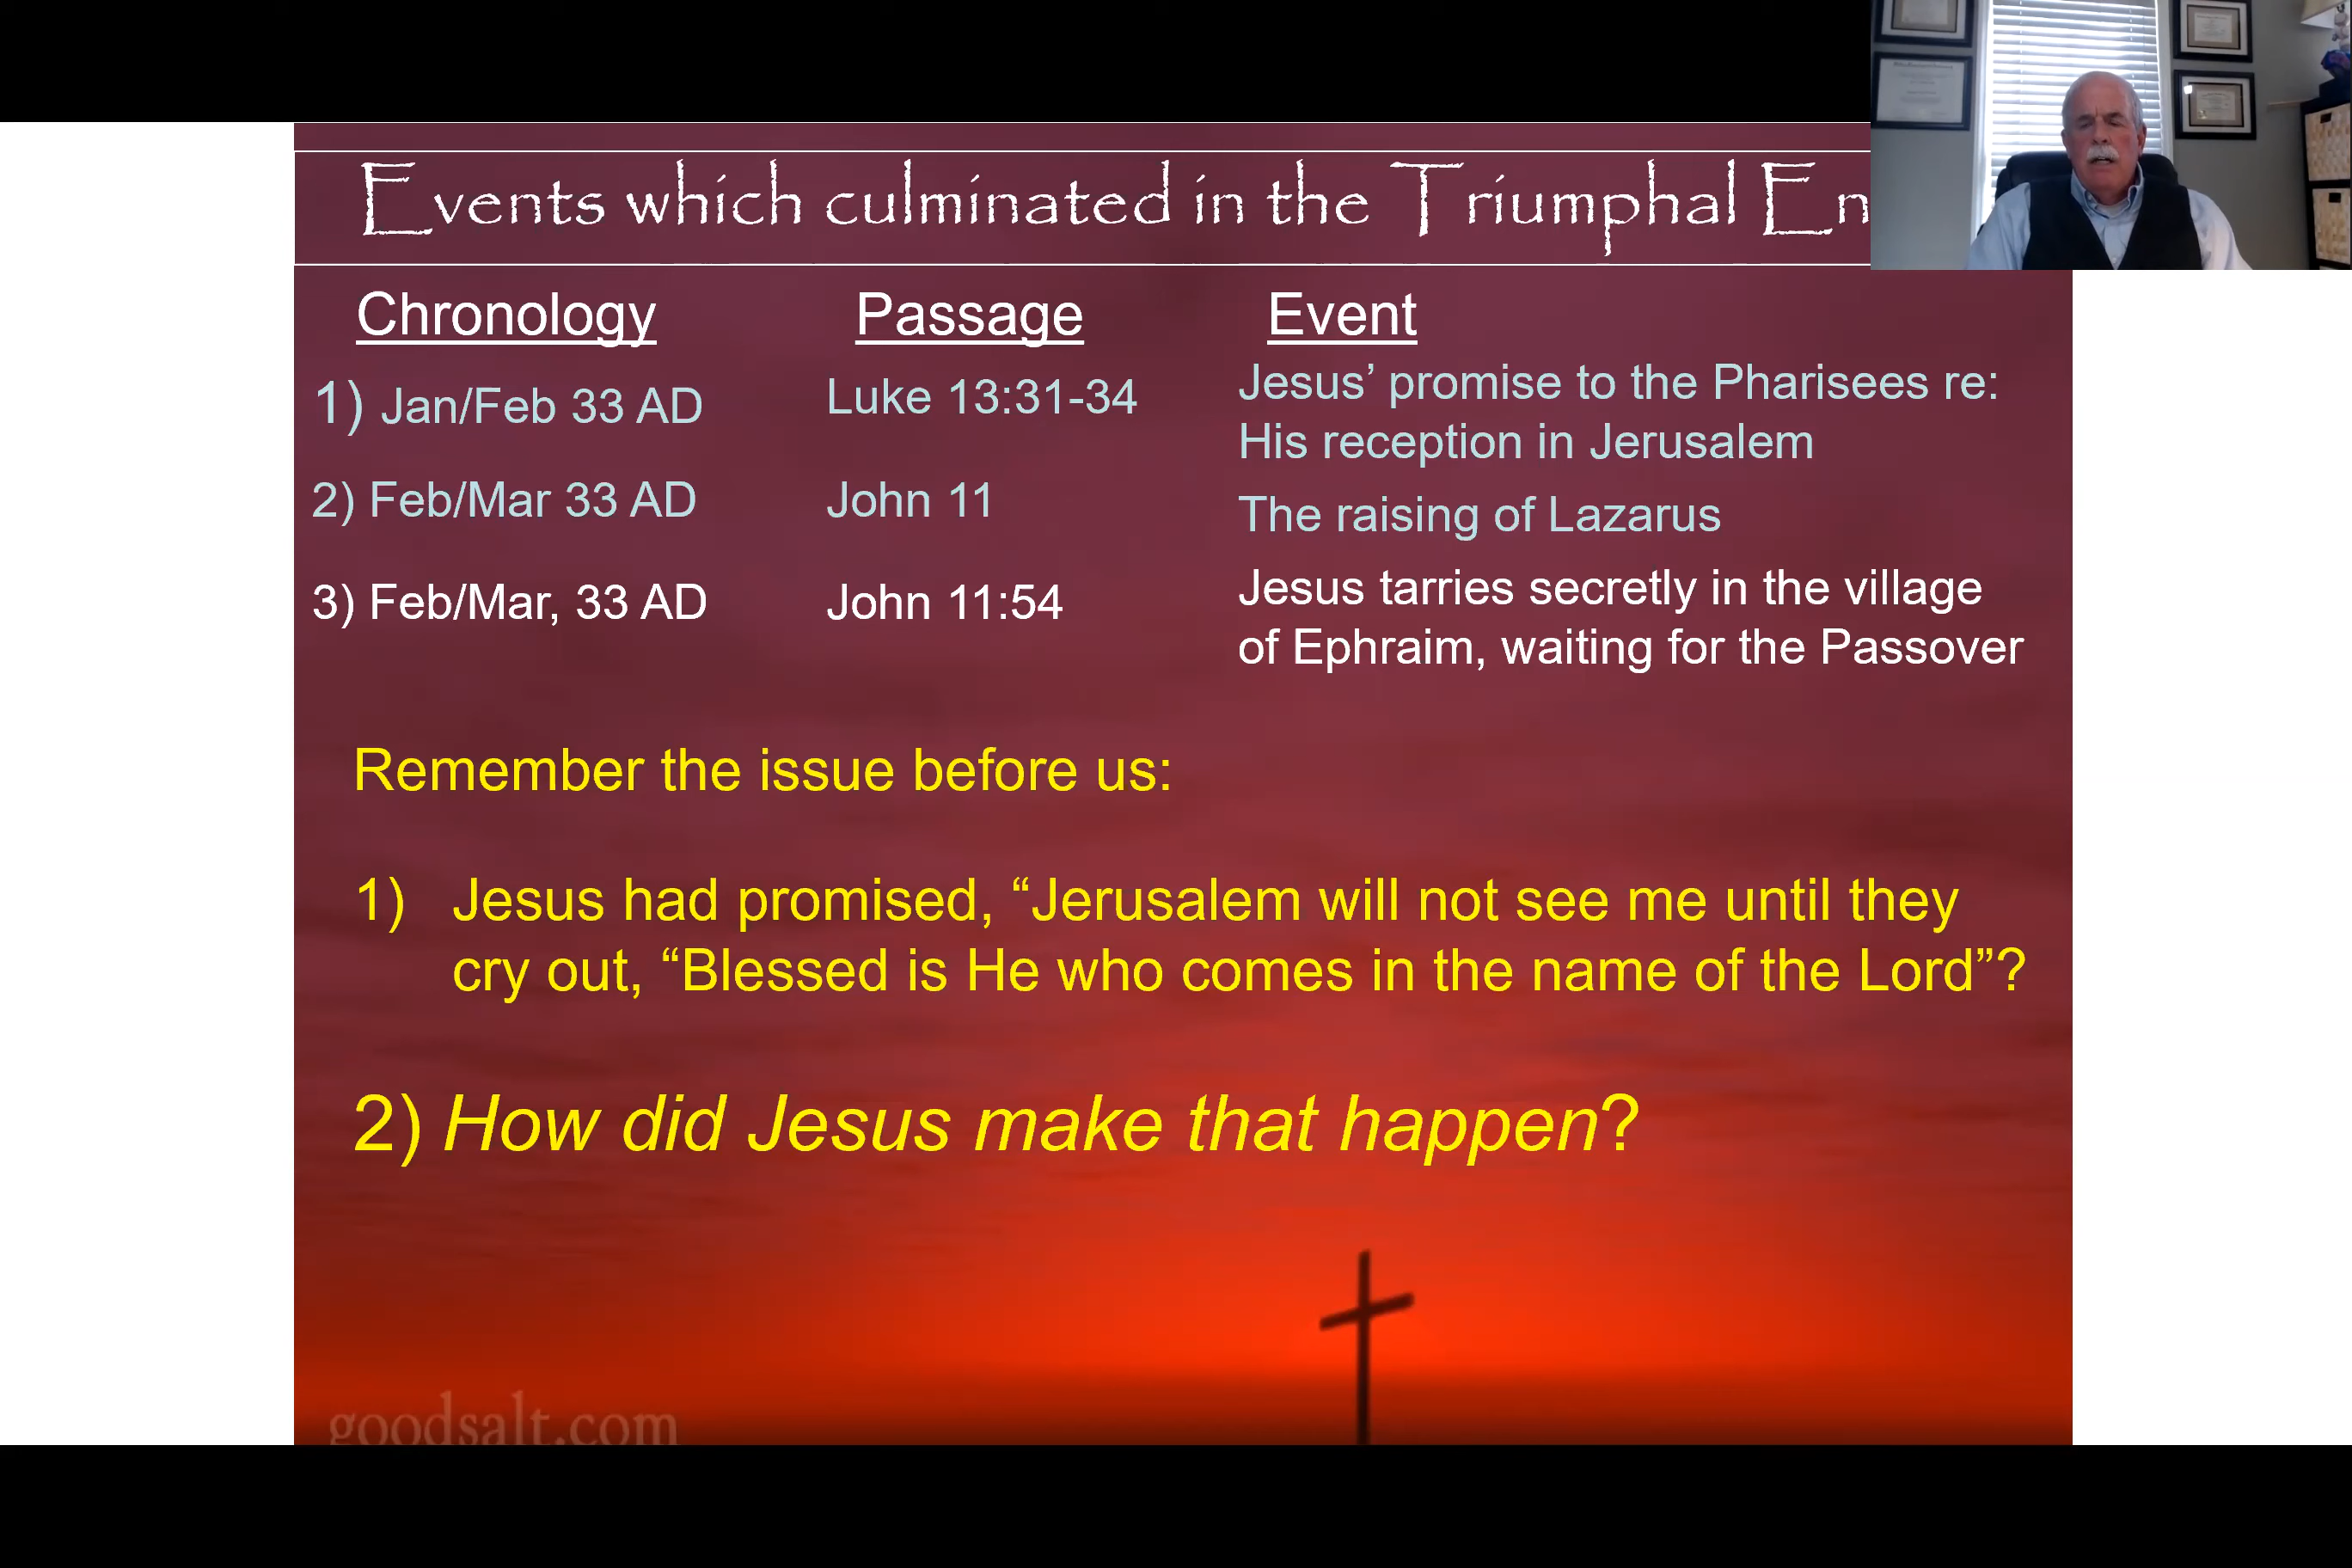 Events which culminated in the Triumphal En
Chronology Passage Event
1) Jan/Feb 33 AD Luke 13:31-34 Jesus’ promise to the Pharisees re:
His reception in Jerusalem
2) Feb/Mar 33 AD John 11 The raising of Lazarus
3) Feb/Mar, 33 AD John 11:54 Jesus tarries secretly in the village
of Ephraim, waiting for the Passover
Remember the issue before us:
1) Jesus had promised, “Jerusalem will not see me until they
cry out, “Blessed is He who comes in the name of the Lord”?
2) How did Jesus make that happen?
goodsalt.com